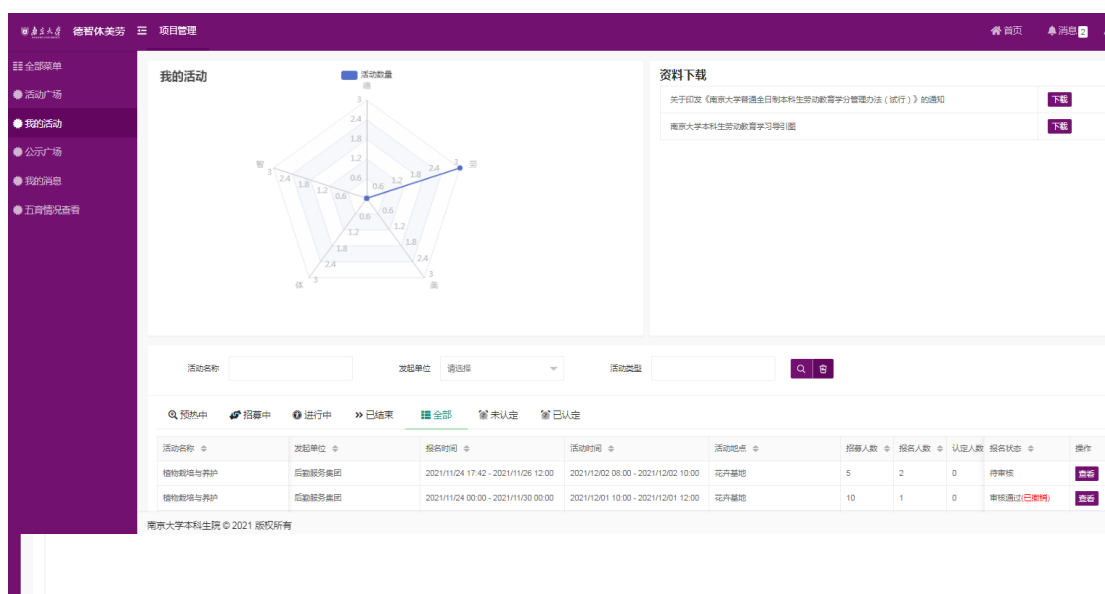 南京大学 德智体美劳 项目管理 首页 消息 2
全部菜单
活动广场
我的活动
公示广场
我的消息
五育情况查看
我的活动
活动数量
德
3
2.4
1.8
1.2
0.6
智
3 2.4 1.8 1.2 0.6
0.6 1.2 1.8 2.4 3 劳
0.6 0.6
1.2 1.2
1.8 1.8
2.4 2.4
3 3
体 美
资料下载
关于印发《南京大学普通全日制本科生劳动教育学分管理办法（试行）》的通知 下载
南京大学本科生劳动教育学习导引图 下载
活动名称 发起单位 请选择 活动类型
预热中 招募中 进行中 已结束 全部 未认定 已认定
活动名称 发起单位 报名时间 活动时间 活动地点 招募人数 报名人数 认定人数 报名状态 操作
植物栽培与养护 后勤服务集团 2021/11/24 17:42 - 2021/11/26 12:00 2021/12/02 08:00 - 2021/12/02 10:00 花卉基地 5 2 0 待审核 查看
植物栽培与养护 后勤服务集团 2021/11/24 00:00 - 2021/11/30 00:00 2021/12/01 10:00 - 2021/12/01 12:00 花卉基地 10 1 0 审核通过(已撤销) 查看
南京大学本科生院 © 2021 版权所有